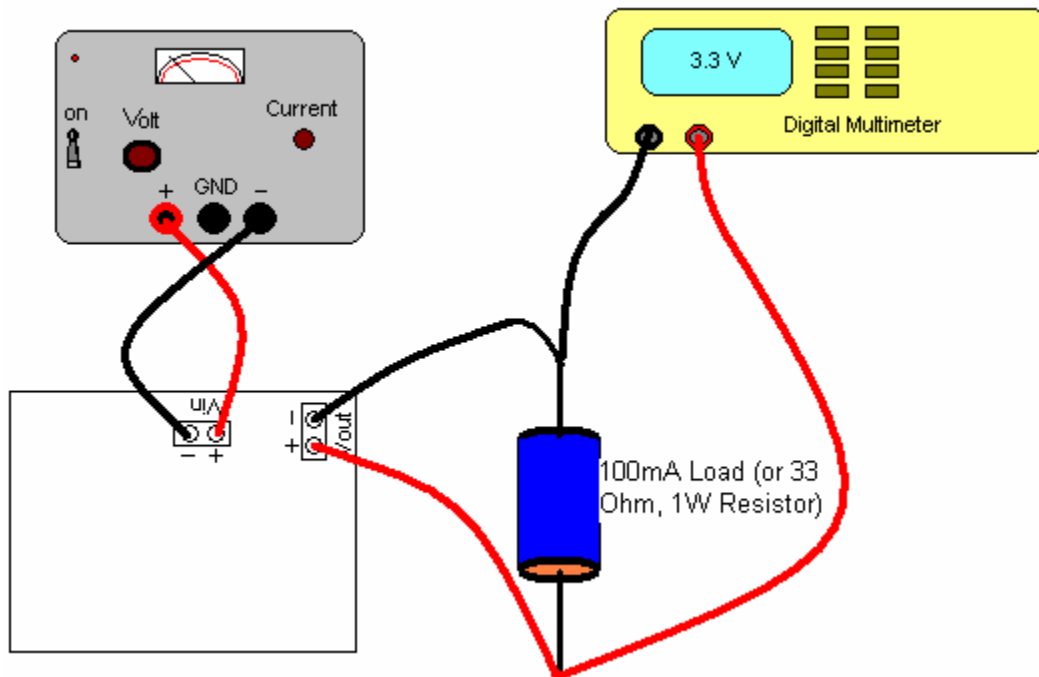 3.3 V
Digital Multimeter
on
Volt
Current
+ GND −
Vin
− +
−
+
Vout
100mA Load (or 33
Ohm, 1W Resistor)